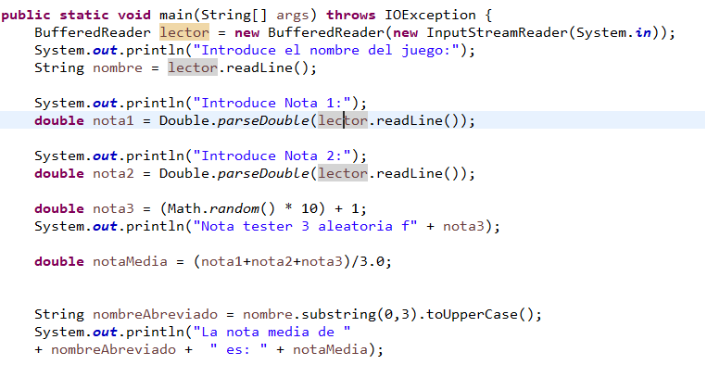 public static void main(String[] args) throws IOException {
BufferedReader lector = new BufferedReader(new InputStreamReader(System.in));
System.out.println("Introduce el nombre del juego:");
String nombre = lector.readLine();
System.out.println("Introduce Nota 1:");
double nota1 = Double.parseDouble(lector.readLine());
System.out.println("Introduce Nota 2:");
double nota2 = Double.parseDouble(lector.readLine());
double nota3 = (Math.random() * 10) + 1;
System.out.println("Nota tester 3 aleatoria f" + nota3);
double notaMedia = (nota1+nota2+nota3)/3.0;
String nombreAbreviado = nombre.substring(0,3).toUpperCase();
System.out.println("La nota media de "
+ nombreAbreviado + " es: " + notaMedia);